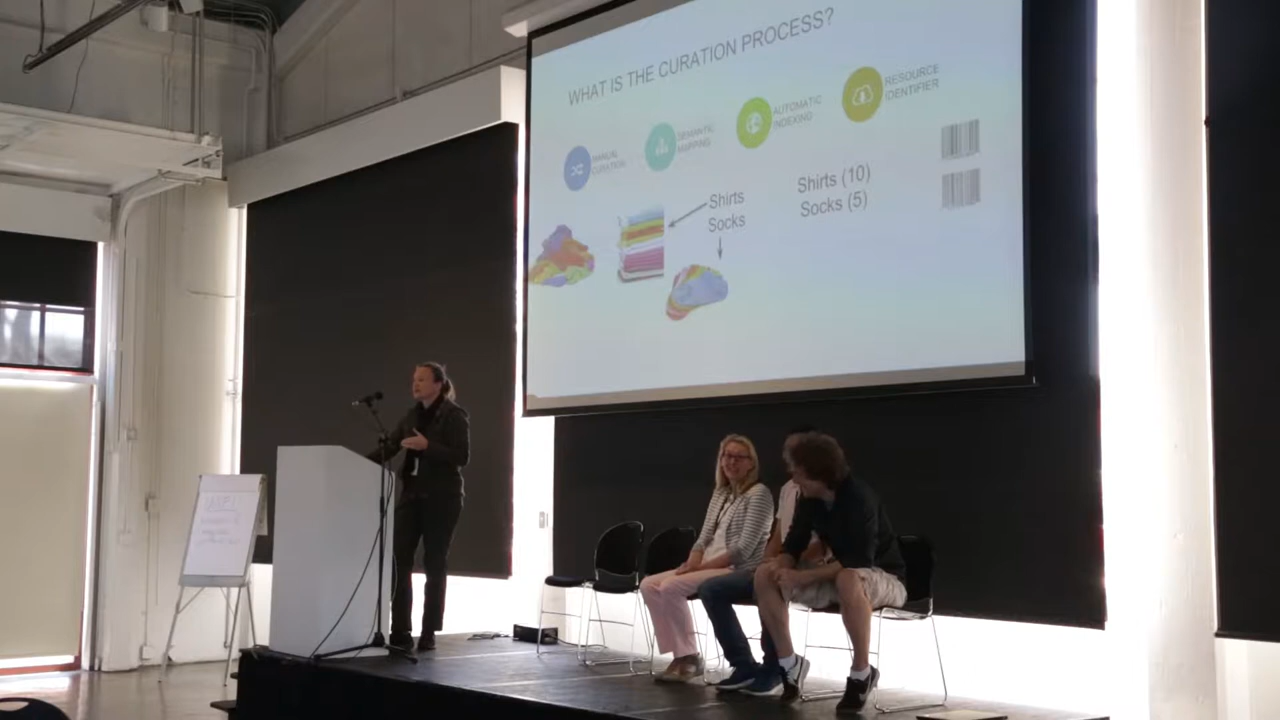 WHAT IS THE CURATION PROCESS?
MANUAL
CURATION
SEMANTIC
MAPPING
AUTOMATIC
INDEXING
RESOURCE
IDENTIFIER
Shirts
Socks
Shirts (10)
Socks (5)
WIFI